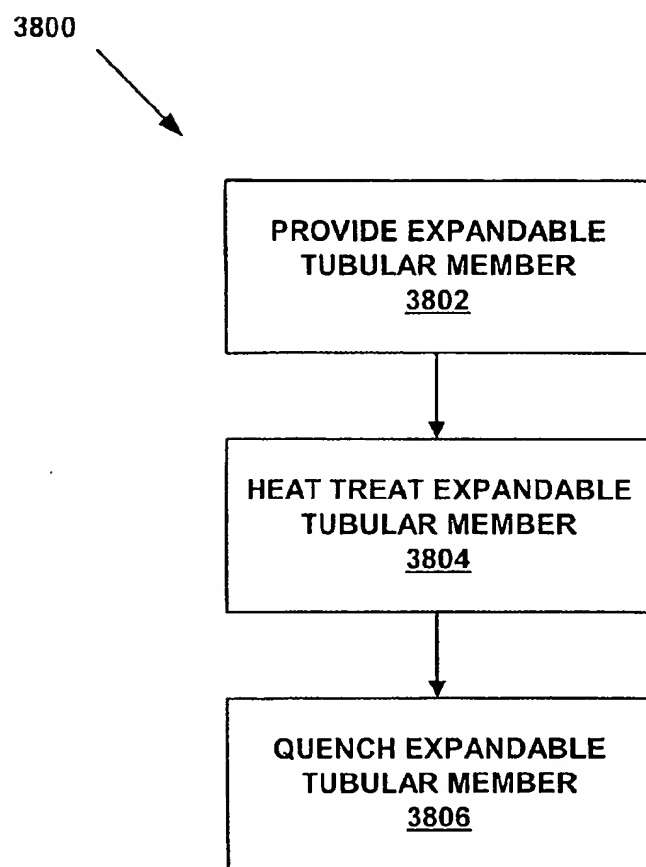 3800
PROVIDE EXPANDABLE
TUBULAR MEMBER
3802
HEAT TREAT EXPANDABLE
TUBULAR MEMBER
3804
QUENCH EXPANDABLE
TUBULAR MEMBER
3806